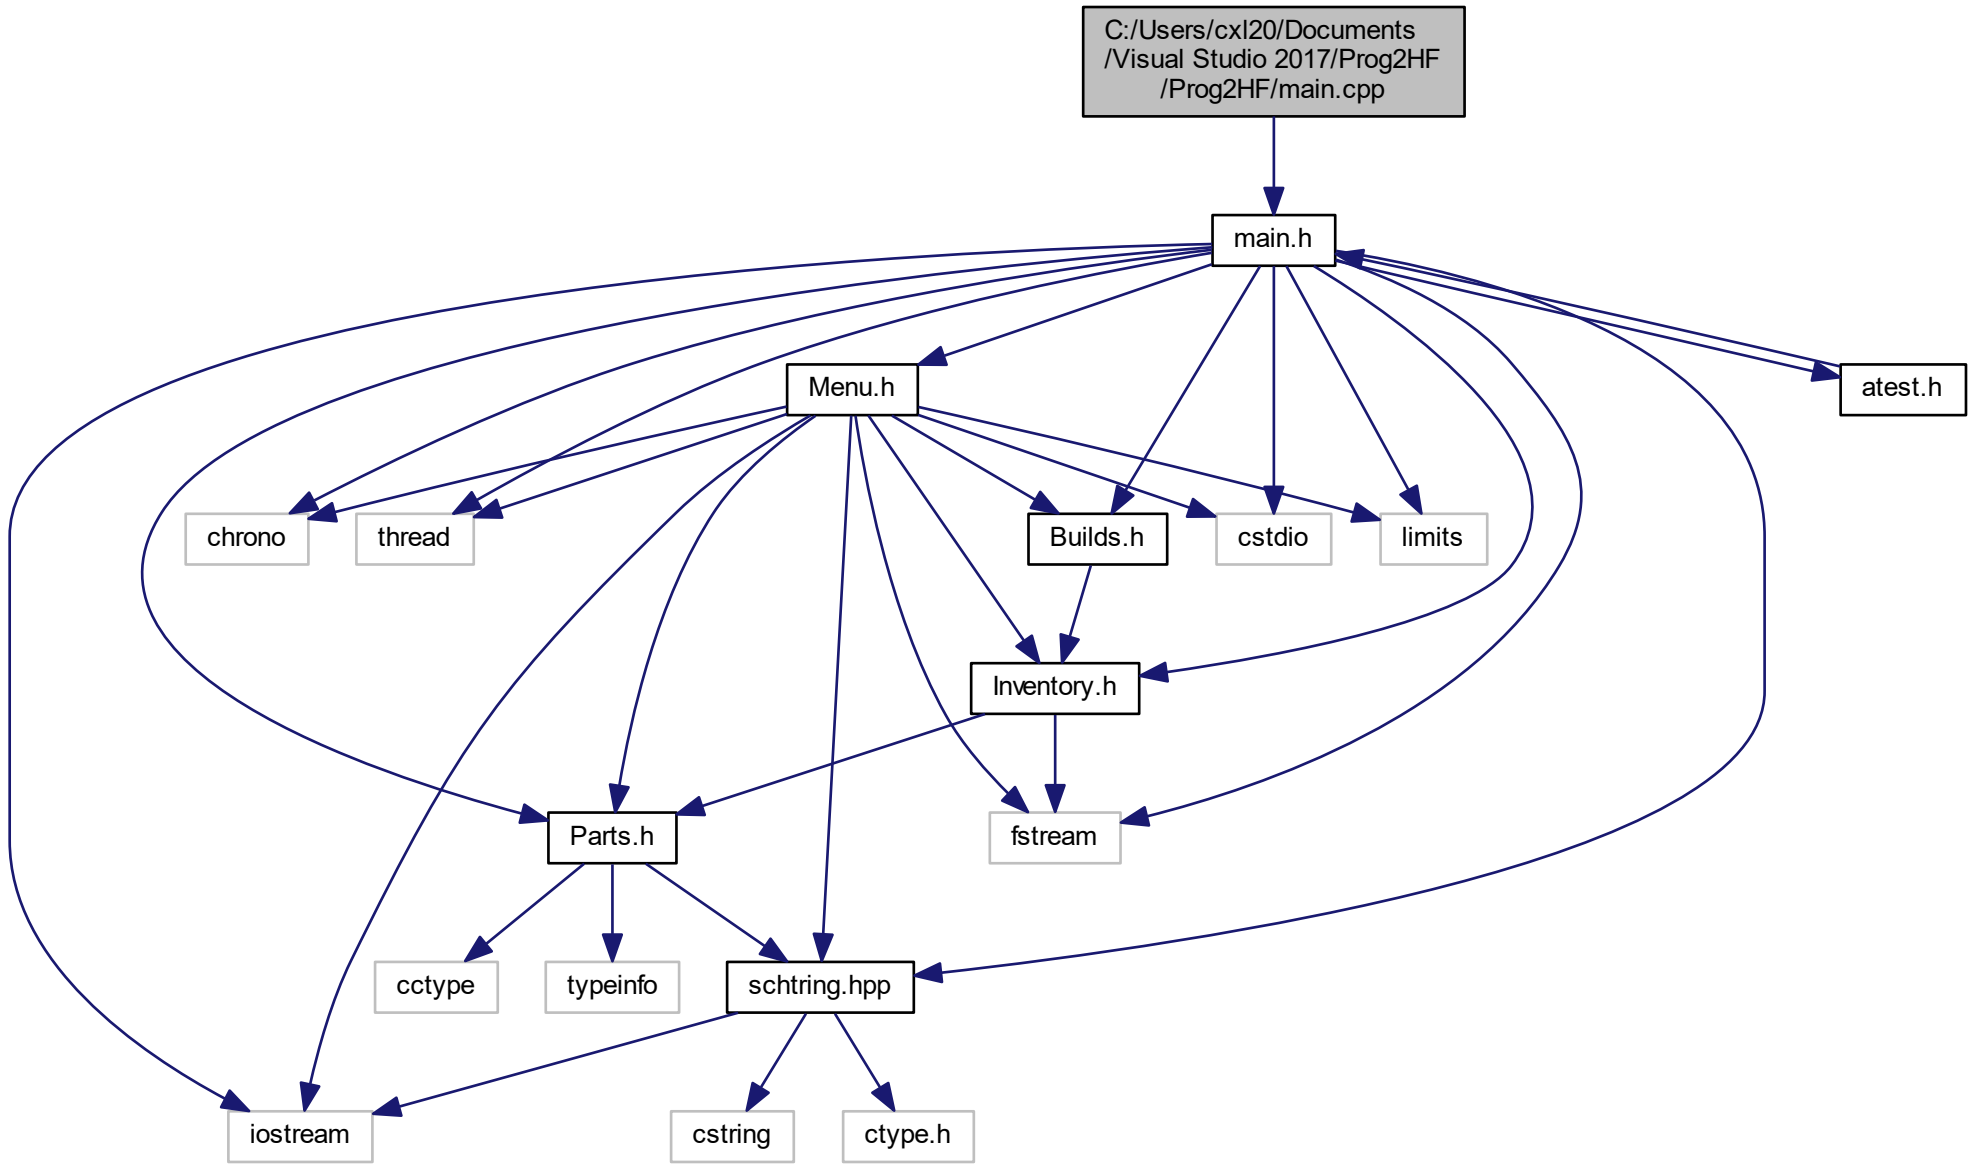 C:/Users/cxl20/Documents
/Visual Studio 2017/Prog2HF
/Prog2HF/main.cpp
main.h
Menu.h
atest.h
chrono
thread
Builds.h
cstdio
limits
Inventory.h
Parts.h
fstream
cctype
typeinfo
schtring.hpp
iostream
cstring
ctype.h